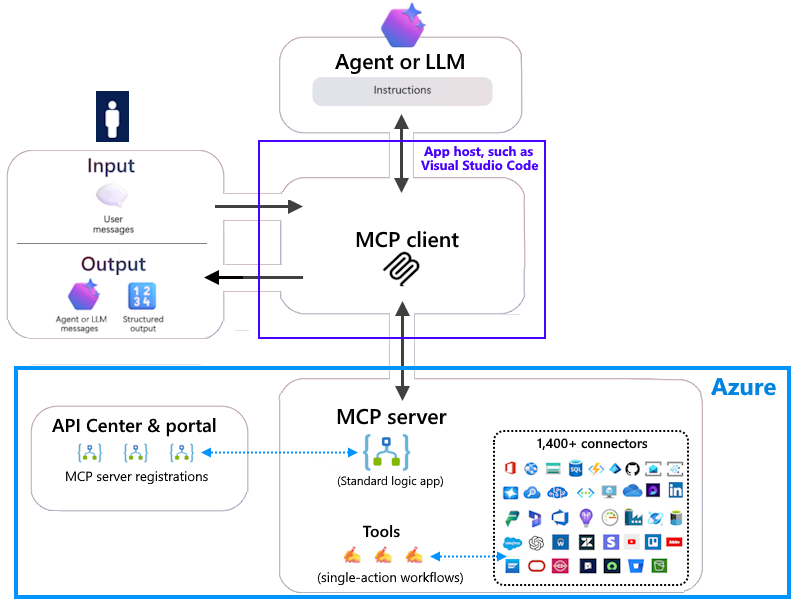 Agent or LLM
Instructions
App host, such as
Visual Studio Code
Input
User
messages
Output
1 2
3 4
Agent or LLM
messages
Structured
output
MCP client
Azure
API Center & portal
MCP server registrations
MCP server
(Standard logic app)
Tools
(single-action workflows)
1,400+ connectors
SQL
in